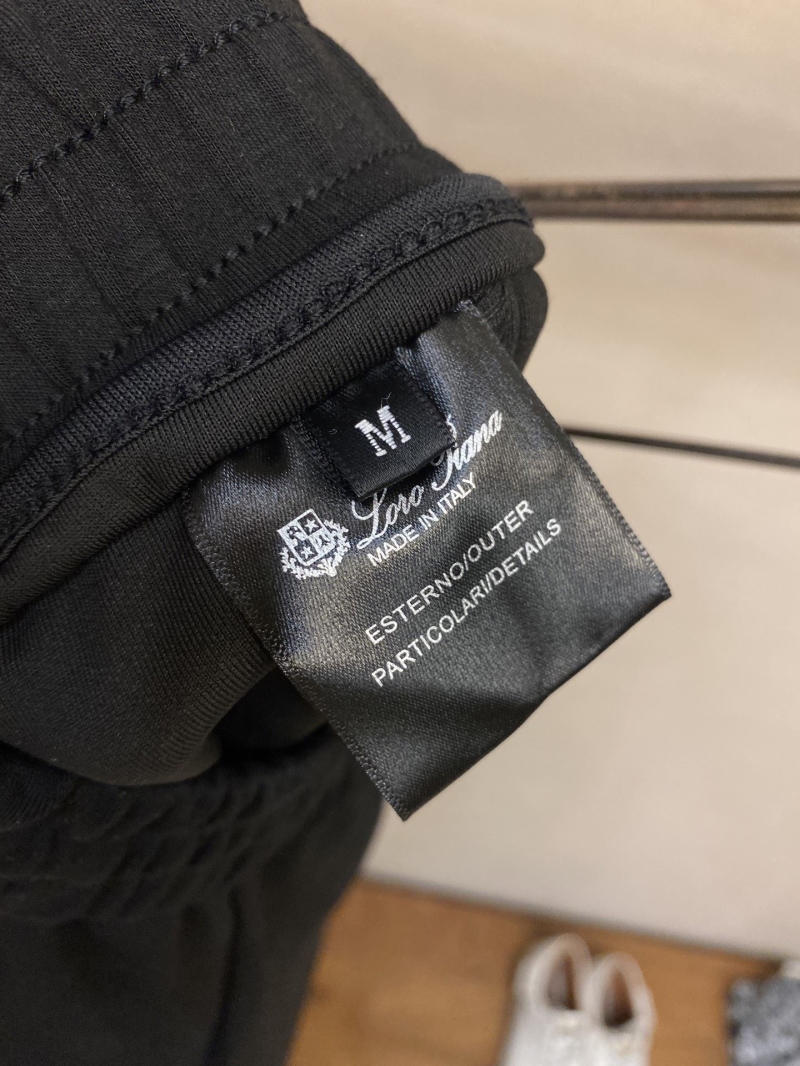 M
Loro Piana
MADE IN ITALY
ESTERNO/OUTER
PARTICOLARI/DETAILS